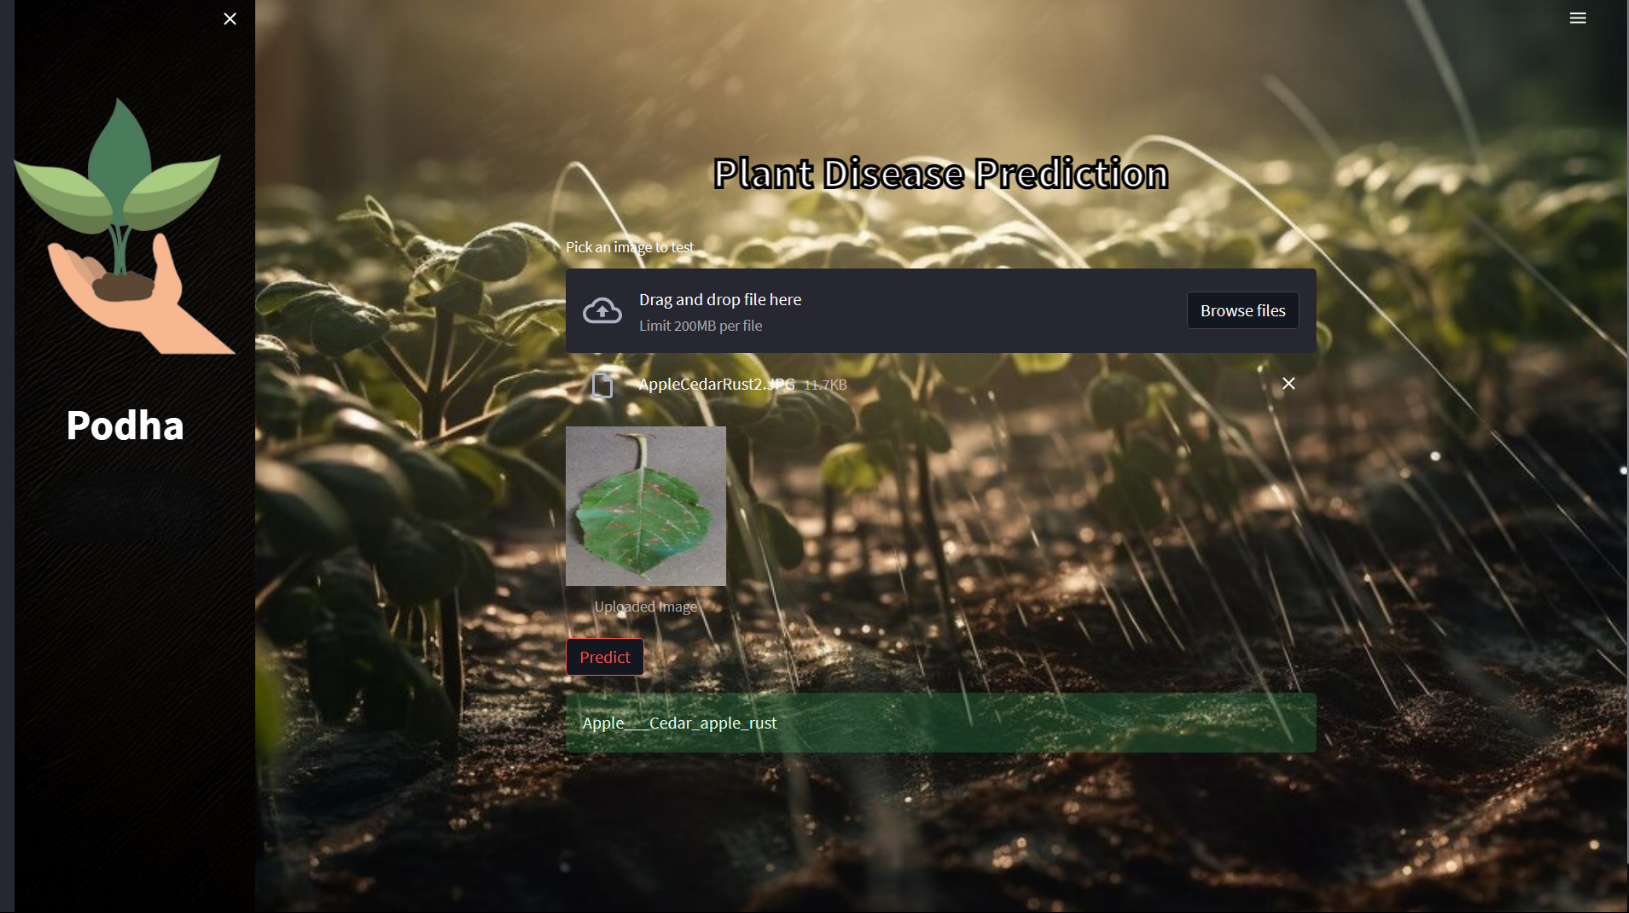 Podha
Plant Disease Prediction
Pick an image to test
Drag and drop file here
Limit 200MB per file
Browse files
AppleCedarRust2.JPG 11.7KB
Uploaded Image
Predict
Apple___Cedar_apple_rust